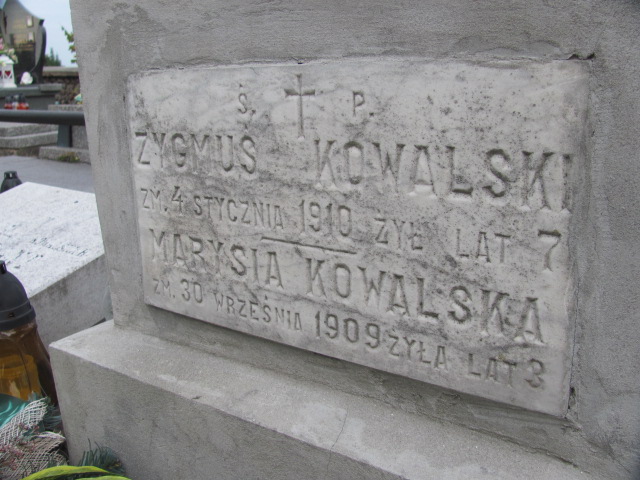 Ś. P.
ZYGMUŚ KOWALSKI
ZM. 4 STYCZNIA 1910 ŻYŁ LAT 7
MARYSIA KOWALSKA
ZM. 30 WRZEŚNIA 1909 ŻYŁA LAT 3